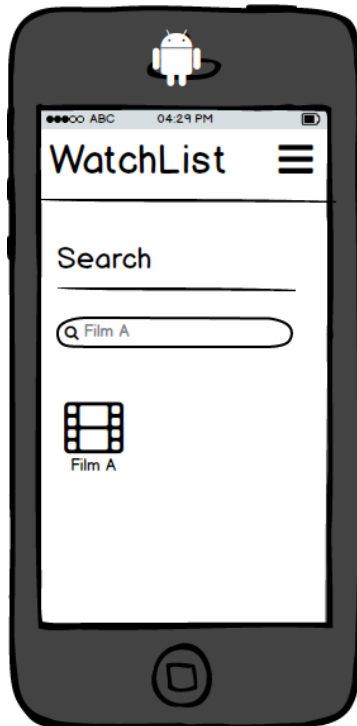 ABC 04:29 PM
WatchList
Search
Film A
Film A